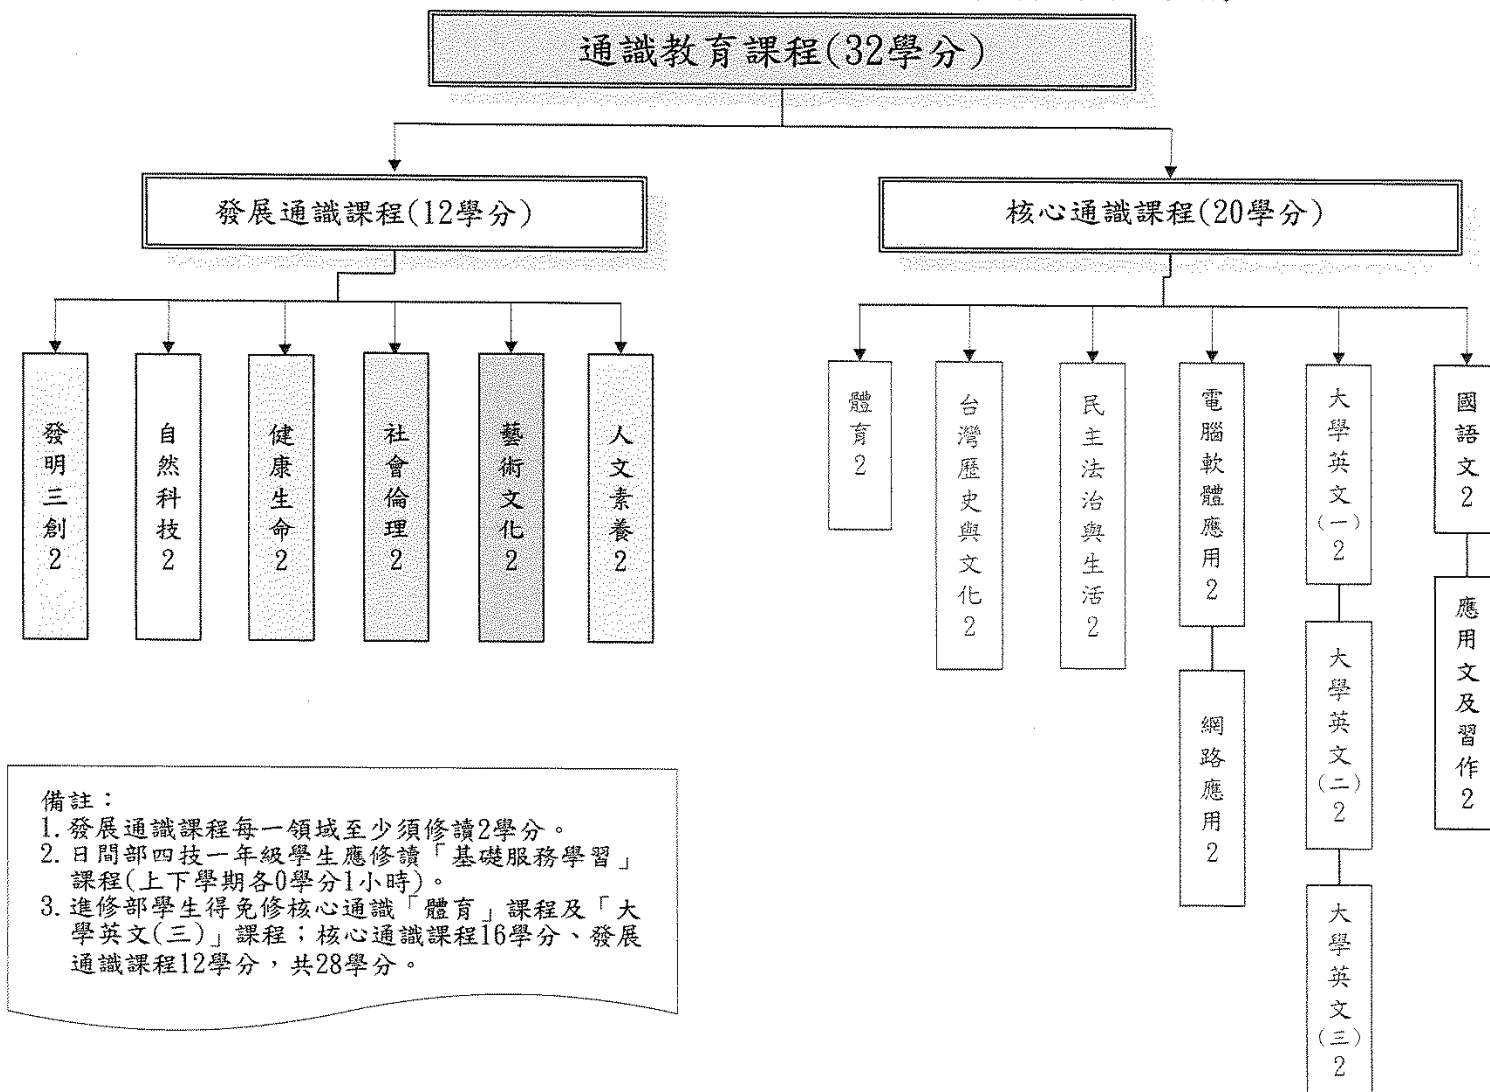 通識教育課程(32學分)
發展通識課程(12學分)
核心通識課程(20學分)
發明三創2
自然科技2
健康生命2
社會倫理2
藝術文化2
人文素養2
體育2
台灣歷史與文化2
民主法治與生活2
電腦軟體應用2
大學英文(一)2
國語文2
網路應用2
大學英文(二)2
應用文及習作2
大學英文(三)2
備註：
1.發展通識課程每一領域至少須修讀2學分。
2.日間部四技一年級學生應修讀「基礎服務學習」
課程(上下學期各0學分1小時)。
3.進修部學生得免修核心通識「體育」課程及「大
學英文(三)」課程；核心通識課程16學分、發展
通識課程12學分，共28學分。